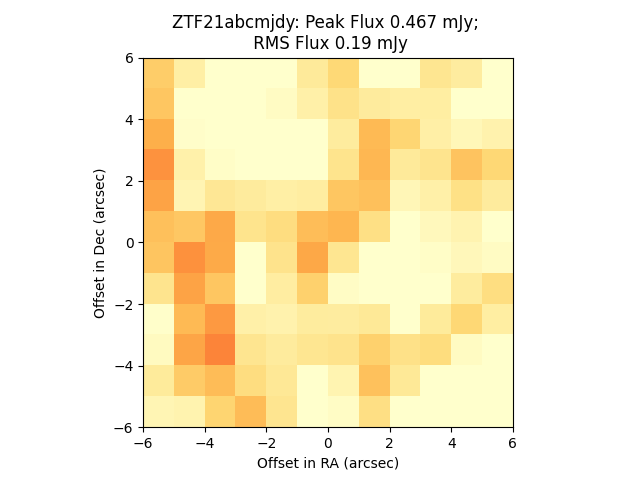 ZTF21abcmjdy: Peak Flux 0.467 mJy;
RMS Flux 0.19 mJy
6
4
2
0
−2
−4
−6
Offset in Dec (arcsec)
−6 −4 −2 0 2 4 6
Offset in RA (arcsec)